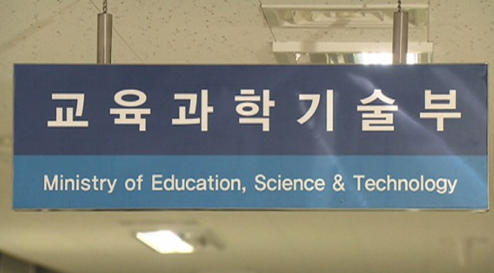 교육과학기술부
Ministry of Education, Science & Technology